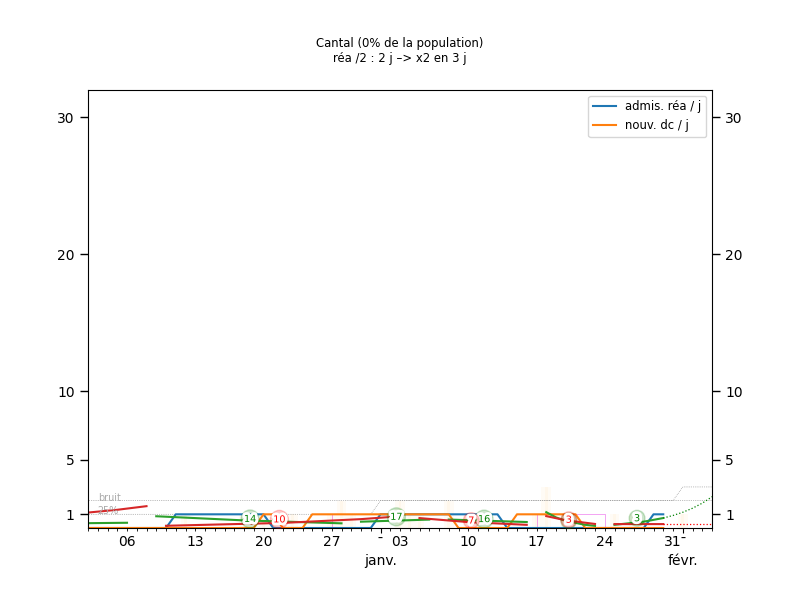 Cantal (0% de la population)
réa /2 : 2 j –> x2 en 3 j
admis. réa / j
nouv. dc / j
30 30
20 20
10 10
5 5
bruit
25%
1 14 10 17 7 16 3 3 1
06 13 20 27 03 10 17 24 31
janv. févr.